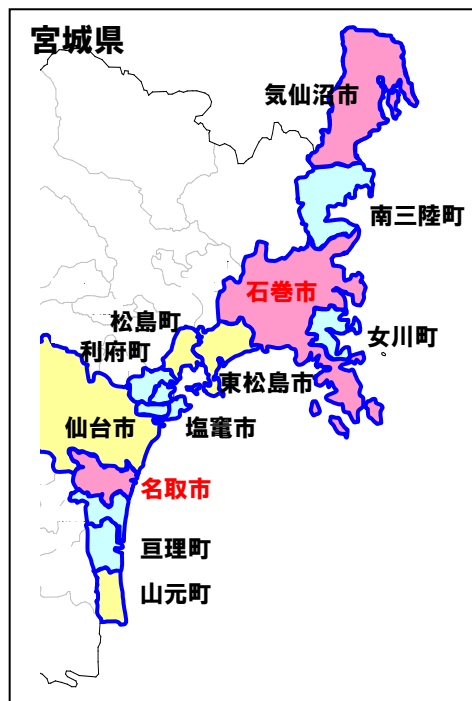 宮城県
気仙沼市
南三陸町
石巻市
松島町
女川町
利府町
東松島市
仙台市
塩竈市
名取市
亘理町
山元町